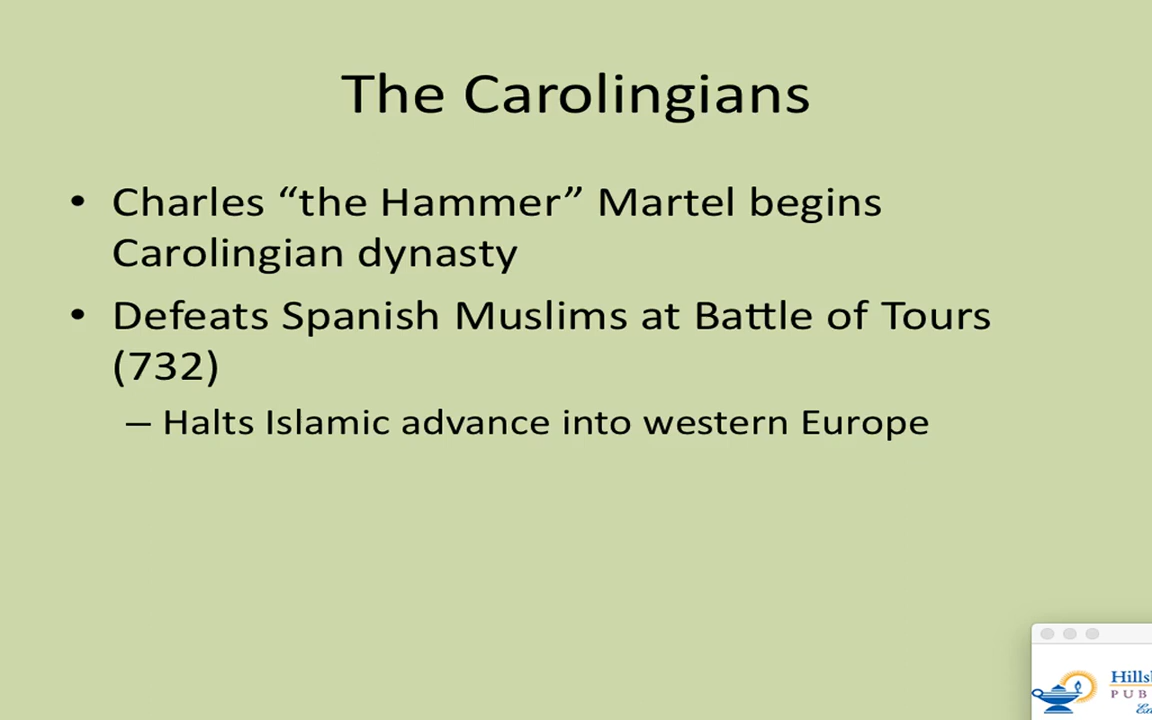 The Carolingians
• Charles “the Hammer” Martel begins
Carolingian dynasty
• Defeats Spanish Muslims at Battle of Tours
(732)
– Halts Islamic advance into western Europe